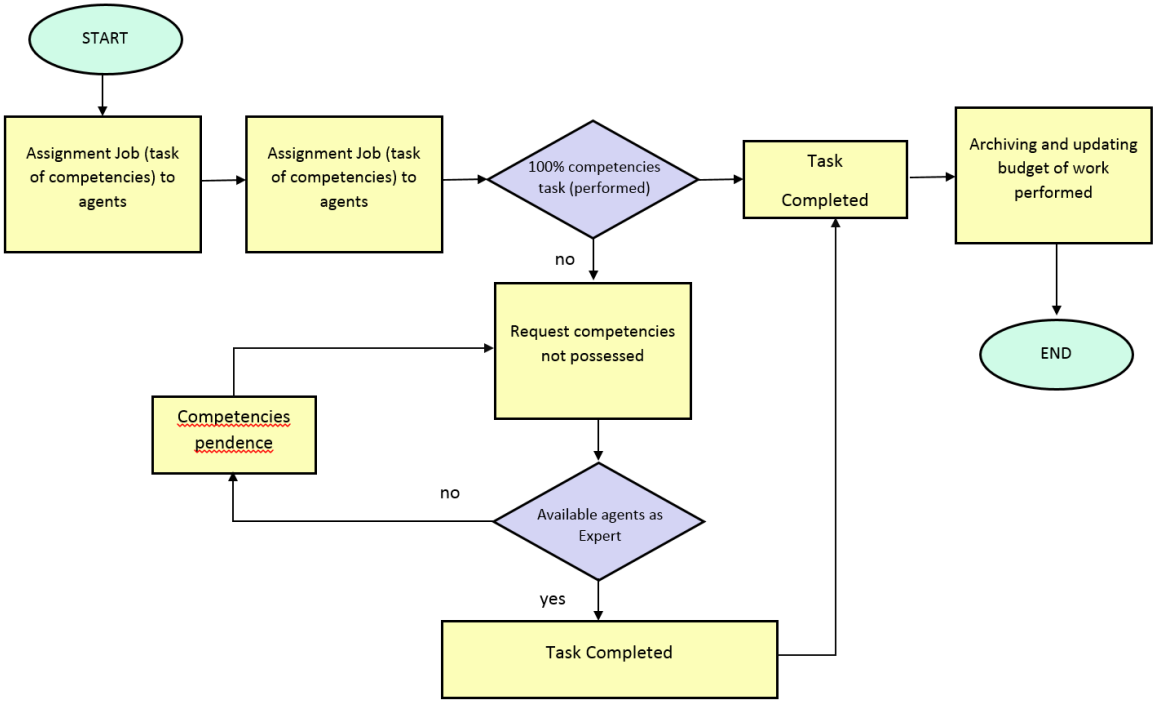 START
Assignment Job (task
of competencies) to
agents
Assignment Job (task
of competencies) to
agents
100% competencies
task (performed)
Task
Completed
Archiving and updating
budget of work
performed
no
Request competencies
not possessed
END
Competencies
pendence
no
Available agents as
Expert
yes
Task Completed